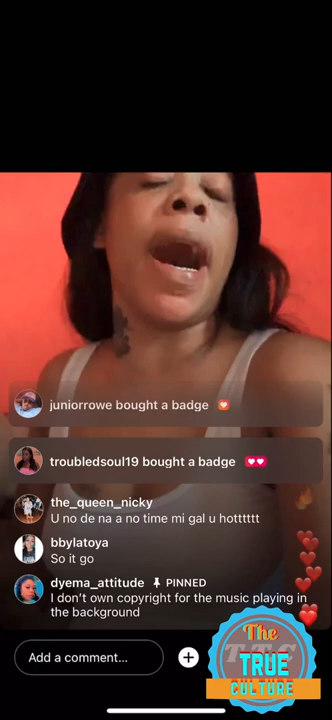 juniorrowe bought a badge
troubledsoul19 bought a badge
the_queen_nicky
U no de na a no time mi gal u hotttttt
bbylatoya
So it go
dyema_attitude PINNED
I don't own copyright for the music playing in
the background
Add a comment...
The
TRUE
CULTURE